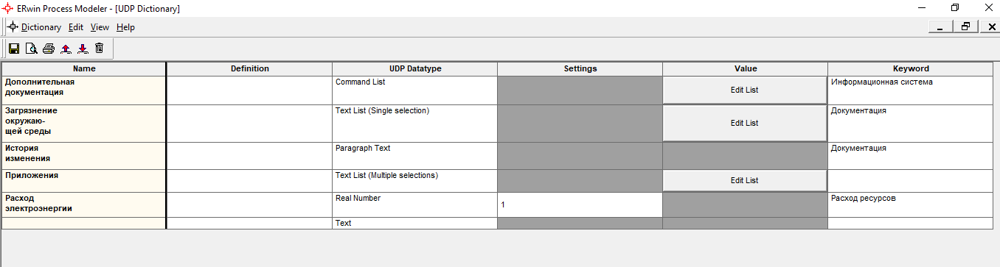 ERwin Process Modeler - [UDP Dictionary]
Dictionary Edit View Help
Name Definition UDP Datatype Settings Value Keyword
Дополнительная
документация
Command List
Edit List
Информационная система
Загрязнение
окружаю-
щей среды
Text List (Single selection)
Edit List
Документация
История
изменения
Paragraph Text
Документация
Приложения
Text List (Multiple selections)
Edit List
Расход
электроэнергии
Real Number
1
Расход ресурсов
Text